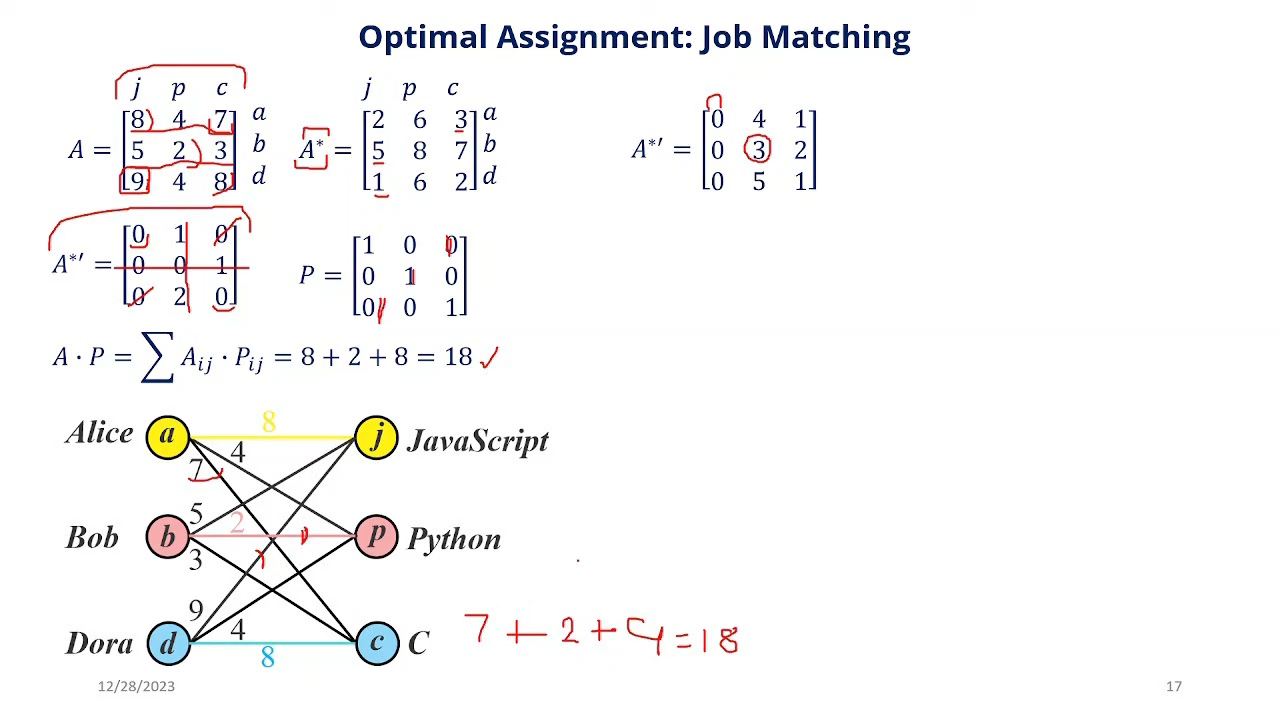 Optimal Assignment: Job Matching
j p c
A = [8 4 7] a
[5 2 3] b
[9 4 8] d
j p c
A* = [2 6 3] a
[5 8 7] b
[1 6 2] d
A*′ = [0 4 1]
[0 3 2]
[0 5 1]
A*′ = [0 1 0]
[0 0 1]
[0 2 0]
P = [1 0 0]
[0 1 0]
[0 0 1]
A · P = ∑ Aij · Pij = 8 + 2 + 8 = 18 ✓
Alice a 8 j JavaScript
4
7
5
Bob b 2 p Python
3
9
4
Dora d 8 c C
7 + 2 + 9 = 18
12/28/2023
17